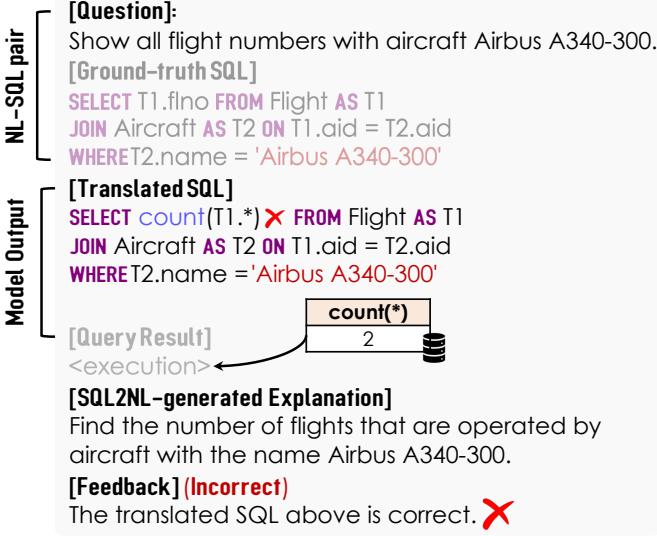 [Question]:
Show all flight numbers with aircraft Airbus A340-300.
[Ground-truth SQL]
SELECT T1.flno FROM Flight AS T1
JOIN Aircraft AS T2 ON T1.aid = T2.aid
WHERE T2.name = 'Airbus A340-300'
NL-SQL pair
[Translated SQL]
SELECT count(T1.*) FROM Flight AS T1
JOIN Aircraft AS T2 ON T1.aid = T2.aid
WHERE T2.name = 'Airbus A340-300'
Model Output
count(*)
2
[Query Result]
<execution>
[SQL2NL-generated Explanation]
Find the number of flights that are operated by
aircraft with the name Airbus A340-300.
[Feedback] (Incorrect)
The translated SQL above is correct.